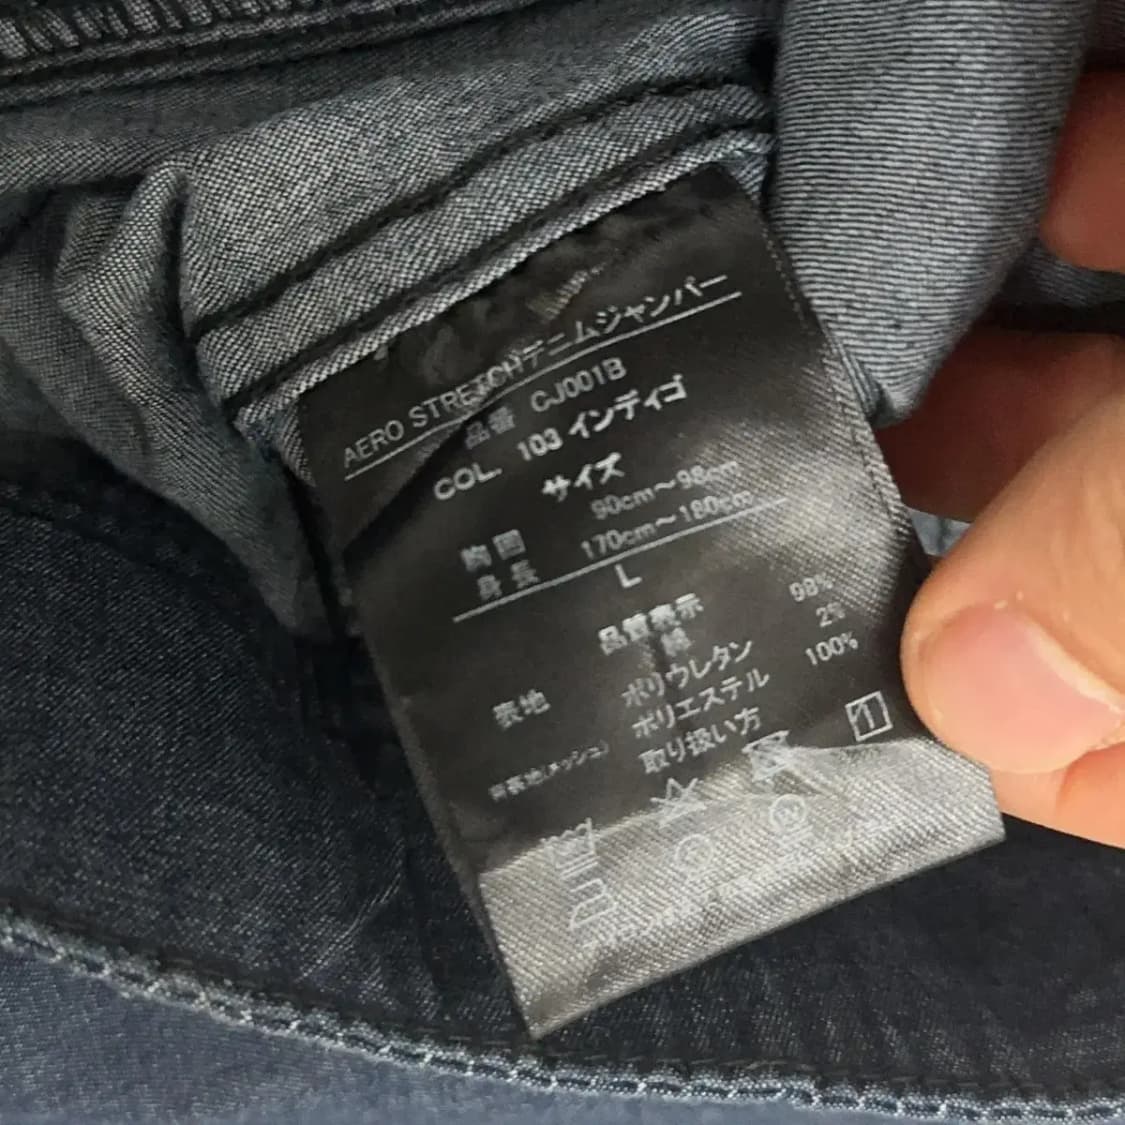 AERO STRETCHデニムジャンパー
品番 CJ001B
COL. 103 インディゴ
サイズ
胸囲 90cm～98cm
身長 170cm～180cm
L
品質表示
表地 綿 98%
ポリウレタン 2%
衿裏地(メッシュ) ポリエステル 100%
取り扱い方